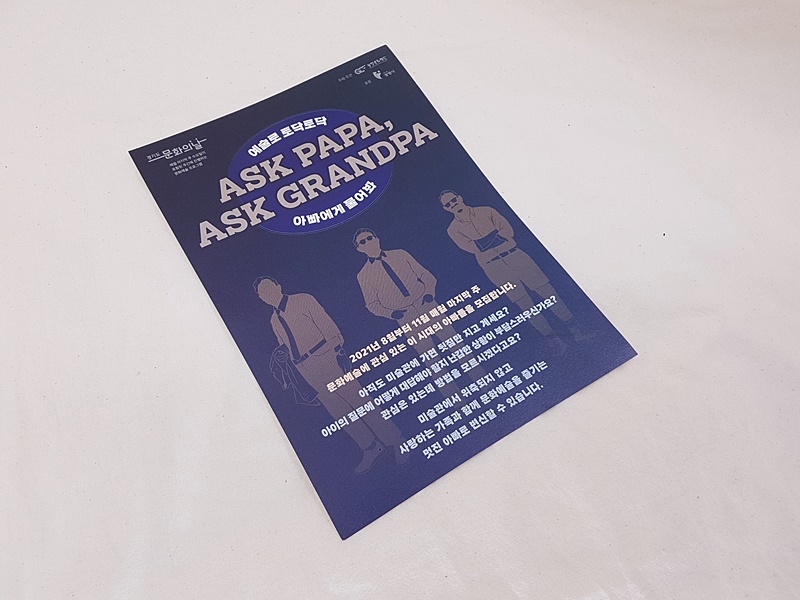 경기도 문화의날
예술로 토닥토닥
ASK PAPA,
ASK GRANDPA
아빠에게 물어봐
2021년 8월부터 11월 매월 마지막 주
문화예술에 관심 있는 이 시대의 아빠들을 모집합니다.
아직도 미술관에 가면 뒷짐만 지고 계세요?
아이의 질문에 어떻게 대답해야 할지 난감한 상황이 부담스러우신가요?
관심은 있는데 방법을 모르시겠다고요?
미술관에서 위축되지 않고
사랑하는 가족과 함께 문화예술을 즐기는
멋진 아빠로 변신할 수 있습니다.